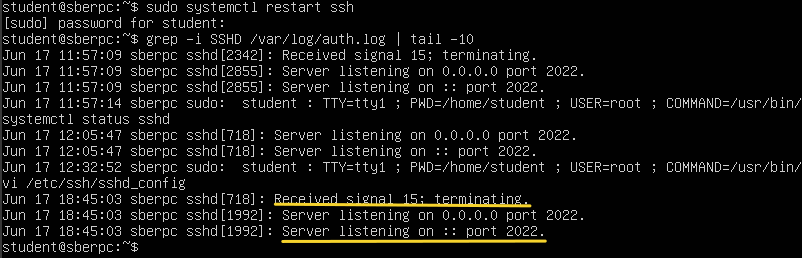 student@sberpc:~$ sudo systemctl restart ssh
[sudo] password for student:
student@sberpc:~$ grep -i SSHD /var/log/auth.log | tail -10
Jun 17 11:57:09 sberpc sshd[2342]: Received signal 15; terminating.
Jun 17 11:57:09 sberpc sshd[2855]: Server listening on 0.0.0.0 port 2022.
Jun 17 11:57:09 sberpc sshd[2855]: Server listening on :: port 2022.
Jun 17 11:57:14 sberpc sudo:  student : TTY=tty1 ; PWD=/home/student ; USER=root ; COMMAND=/usr/bin/
systemctl status sshd
Jun 17 12:05:47 sberpc sshd[718]: Server listening on 0.0.0.0 port 2022.
Jun 17 12:05:47 sberpc sshd[718]: Server listening on :: port 2022.
Jun 17 12:32:52 sberpc sudo:  student : TTY=tty1 ; PWD=/home/student ; USER=root ; COMMAND=/usr/bin/
vi /etc/ssh/sshd_config
Jun 17 18:45:03 sberpc sshd[718]: Received signal 15; terminating.
Jun 17 18:45:03 sberpc sshd[1992]: Server listening on 0.0.0.0 port 2022.
Jun 17 18:45:03 sberpc sshd[1992]: Server listening on :: port 2022.
student@sberpc:~$